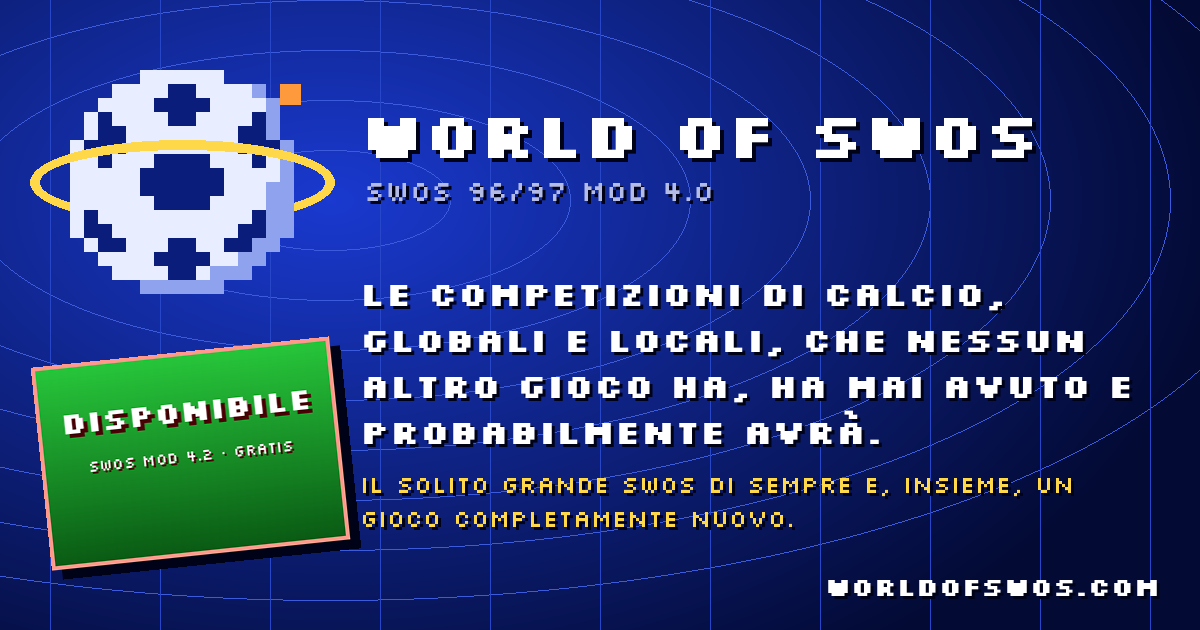 WORLD OF SWOS
SWOS 96/97 MOD 4.0
LE COMPETIZIONI DI CALCIO,
GLOBALI E LOCALI, CHE NESSUN
ALTRO GIOCO HA, HA MAI AVUTO E
PROBABILMENTE AVRÀ.
DISPONIBILE
SWOS MOD 4.2 · GRATIS
IL SOLITO GRANDE SWOS DI SEMPRE E, INSIEME, UN
GIOCO COMPLETAMENTE NUOVO.
WORLDOFSWOS.COM